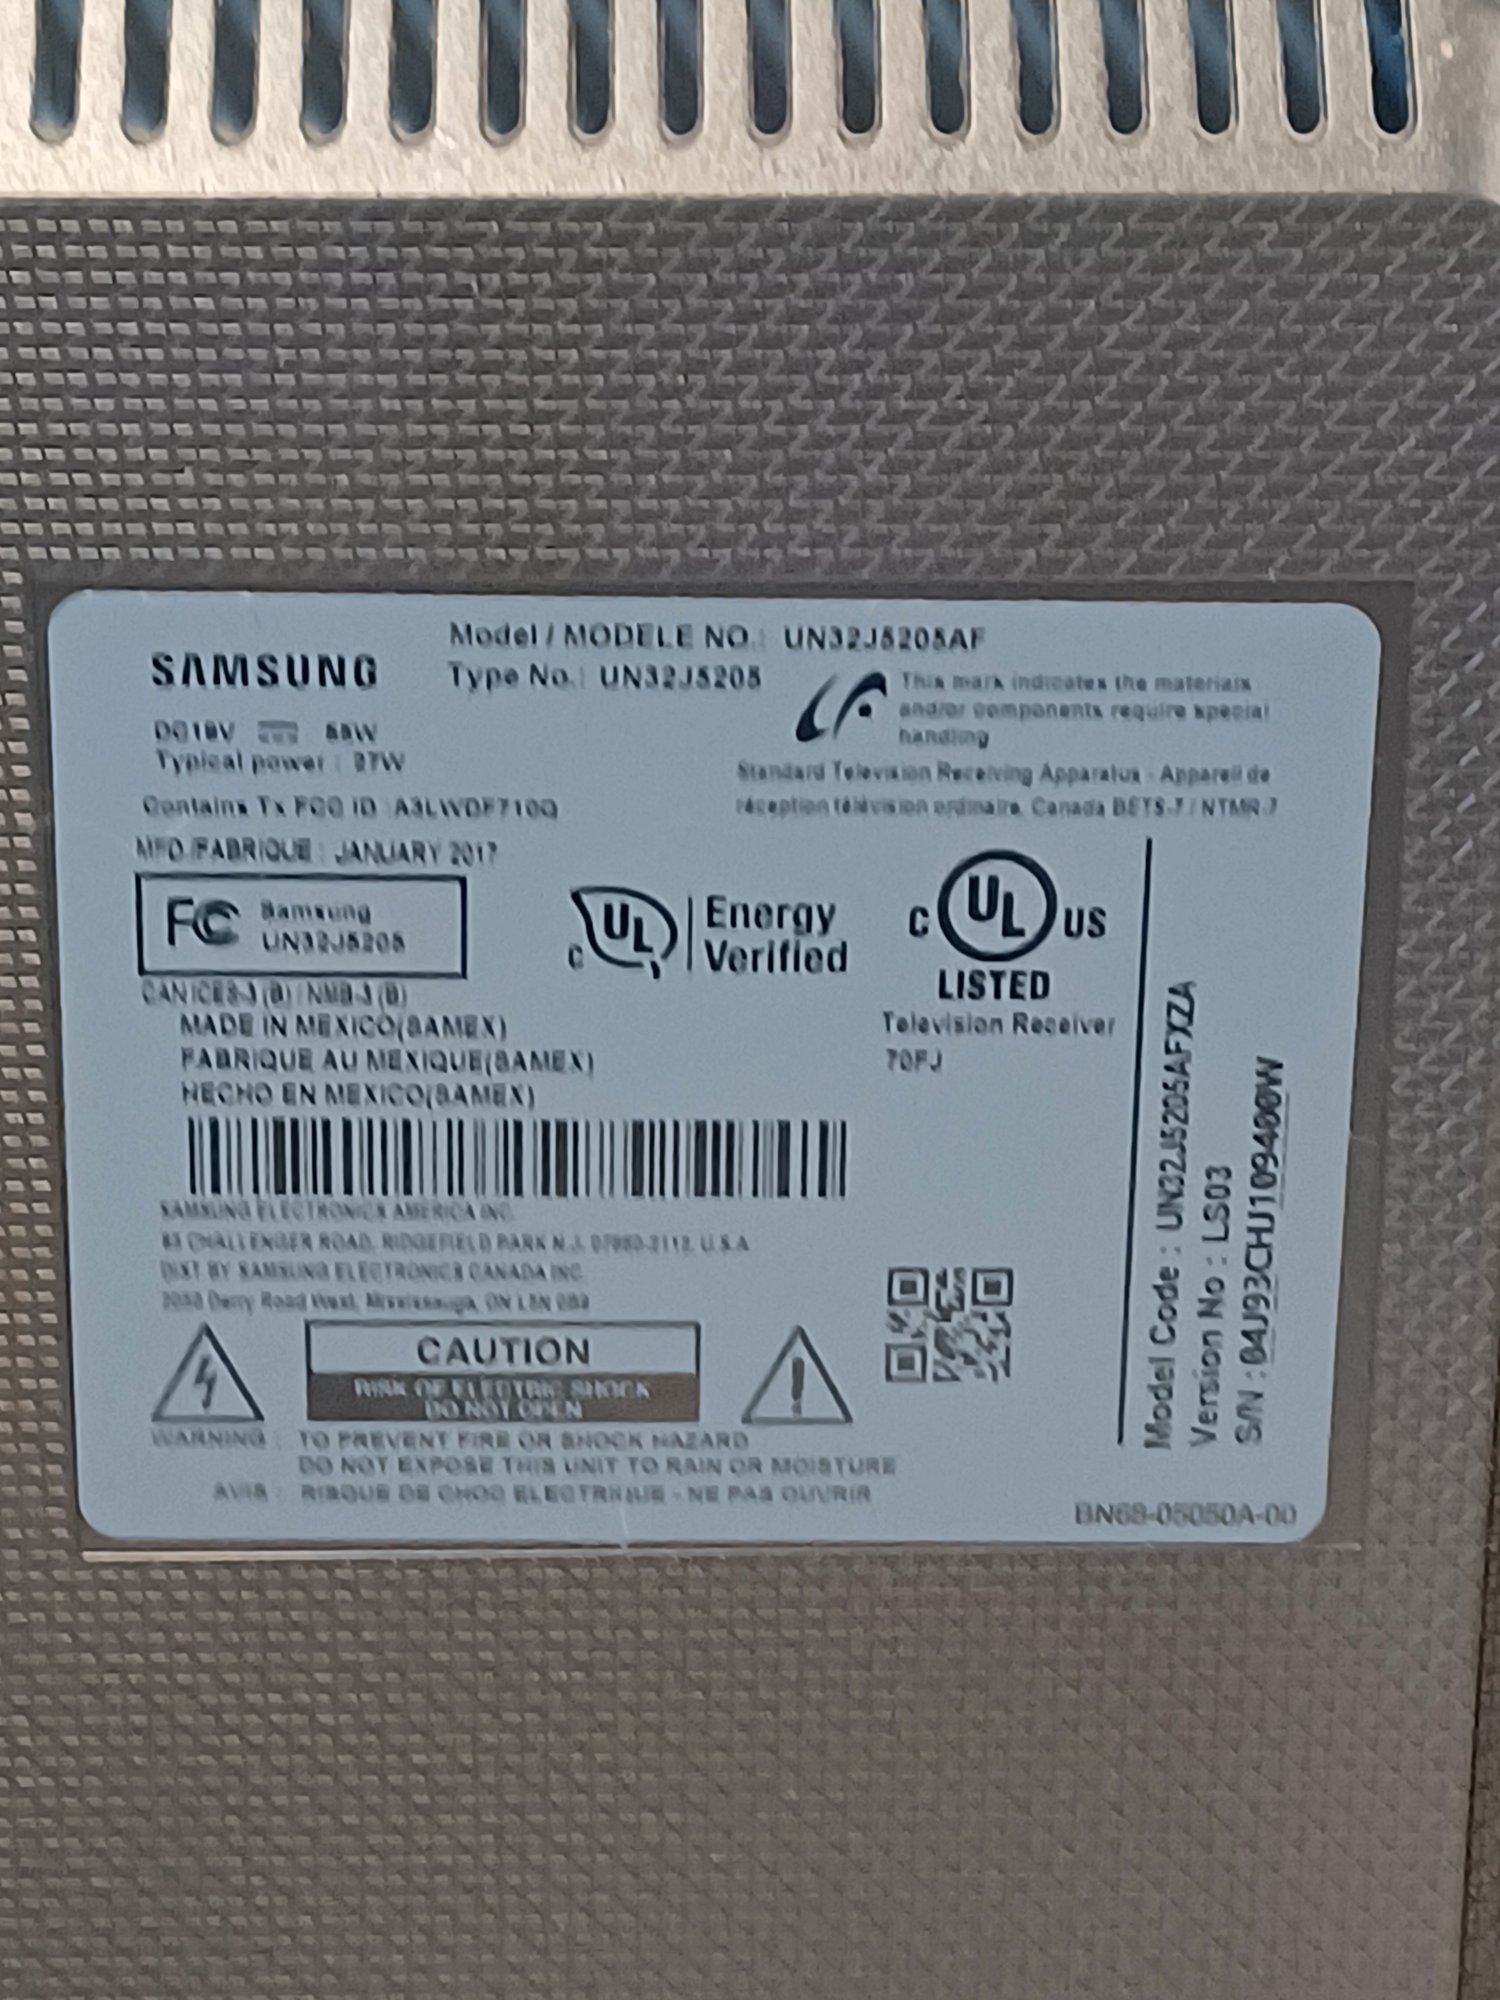 SAMSUNG
Model / MODELE NO. : UN32J5205AF
Type No. : UN32J5205
This mark indicates the materials
and/or components require special
handling
DC19V 58W
Typical power : 27W
Standard Television Receiving Apparatus - Appareil de
réception télévision ordinaire, Canada BETS-7 / NTMR-7
Contains Tx FCC ID : A3LWDF710Q
MFD /FABRIQUE : JANUARY 2017
FC Samsung
UN32J5205
c UL Energy
Verified
c UL US
LISTED
Television Receiver
70FJ
CAN ICES-3 (B) / NMB-3 (B)
MADE IN MEXICO(SAMEX)
FABRIQUE AU MEXIQUE(SAMEX)
HECHO EN MEXICO(SAMEX)
SAMSUNG ELECTRONICS AMERICA INC.
85 CHALLENGER ROAD, RIDGEFIELD PARK N.J. U.S.A
DIST BY SAMSUNG ELECTRONICS CANADA INC.
Derry Road West, Mississauga, ON
CAUTION
RISK OF ELECTRIC SHOCK
DO NOT OPEN
WARNING : TO PREVENT FIRE OR SHOCK HAZARD
DO NOT EXPOSE THIS UNIT TO RAIN OR MOISTURE
AVIS : RISQUE DE CHOC ELECTRIQUE - NE PAS OUVRIR
Model Code : UN32J5205AFXZA
Version No : LS03
S/N : 04J93CHJ109400W
BN68-05050A-00